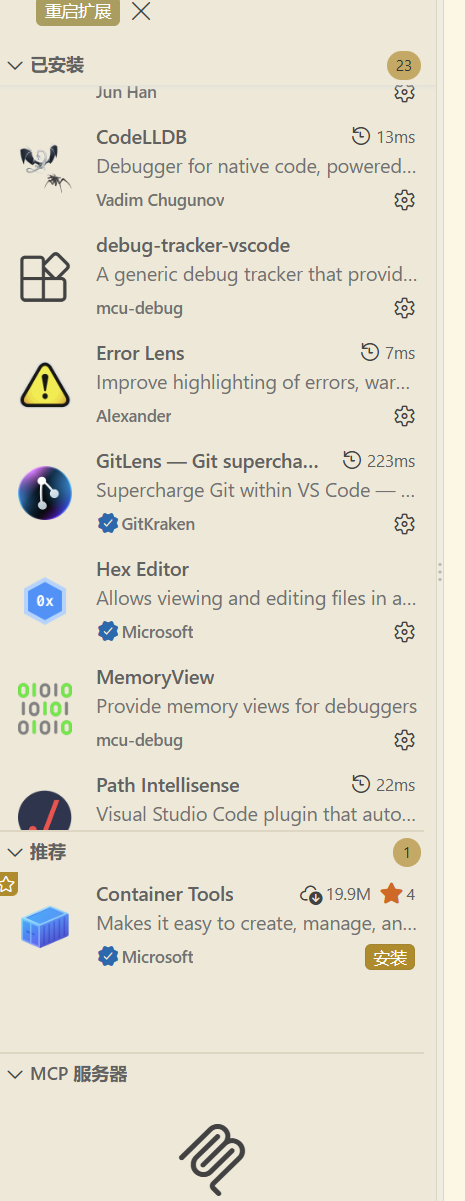 重启扩展
已安装
23
Jun Han
CodeLLDB
13ms
Debugger for native code, powered...
Vadim Chugunov
debug-tracker-vscode
A generic debug tracker that provid...
mcu-debug
Error Lens
7ms
Improve highlighting of errors, war...
Alexander
GitLens — Git supercha...
223ms
Supercharge Git within VS Code — ...
GitKraken
Hex Editor
0x
Allows viewing and editing files in a...
Microsoft
MemoryView
01010
10101
01010
Provide memory views for debuggers
mcu-debug
Path Intellisense
22ms
Visual Studio Code plugin that auto...
推荐
1
Container Tools
19.9M
4
Makes it easy to create, manage, an...
Microsoft
安装
MCP 服务器